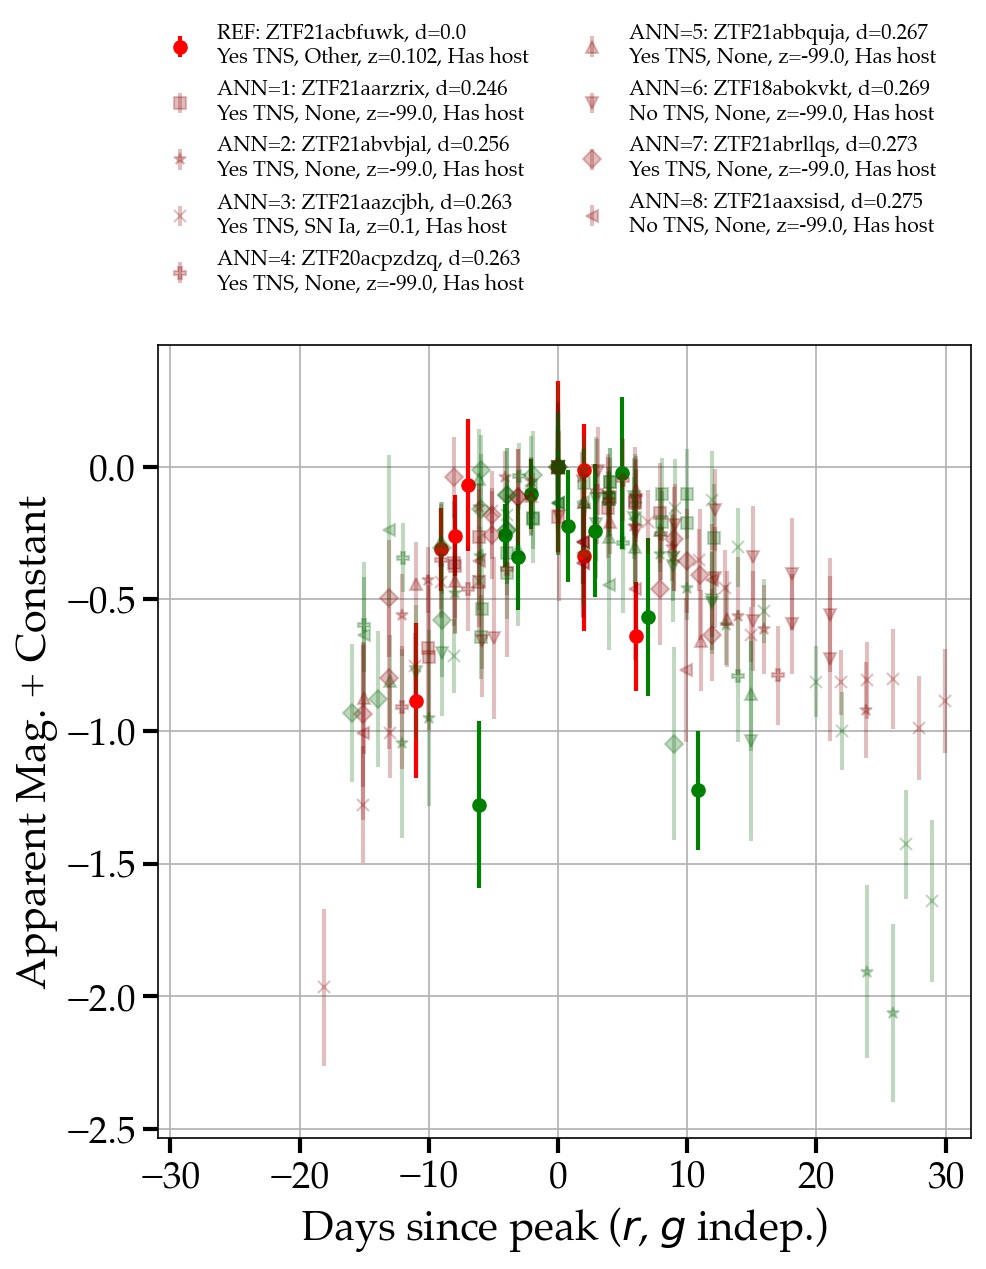 REF: ZTF21acbfuwk, d=0.0
Yes TNS, Other, z=0.102, Has host
ANN=1: ZTF21aarzrix, d=0.246
Yes TNS, None, z=-99.0, Has host
ANN=2: ZTF21abvbjal, d=0.256
Yes TNS, None, z=-99.0, Has host
ANN=3: ZTF21aazcjbh, d=0.263
Yes TNS, SN Ia, z=0.1, Has host
ANN=4: ZTF20acpzdzq, d=0.263
Yes TNS, None, z=-99.0, Has host
ANN=5: ZTF21abbquja, d=0.267
Yes TNS, None, z=-99.0, Has host
ANN=6: ZTF18abokvkt, d=0.269
No TNS, None, z=-99.0, Has host
ANN=7: ZTF21abrllqs, d=0.273
Yes TNS, None, z=-99.0, Has host
ANN=8: ZTF21aaxsisd, d=0.275
No TNS, None, z=-99.0, Has host
Apparent Mag. + Constant
0.0
−0.5
−1.0
−1.5
−2.0
−2.5
−30 −20 −10 0 10 20 30
Days since peak (r, g indep.)